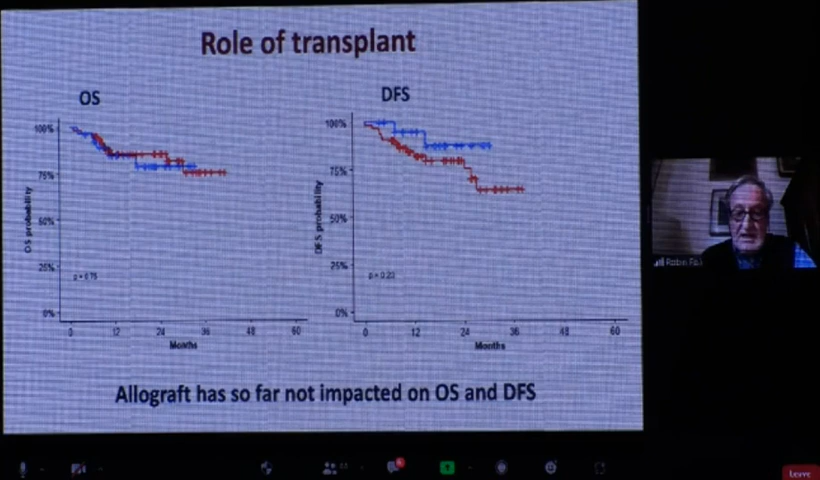 Role of transplant
OS
DFS
100%
75%
50%
25%
0%
OS probability
p = 0.75
0 12 24 36 48 60
Months
100%
75%
50%
25%
0%
DFS probability
p = 0.23
0 12 24 36 48 60
Months
Allograft has so far not impacted on OS and DFS
Leave